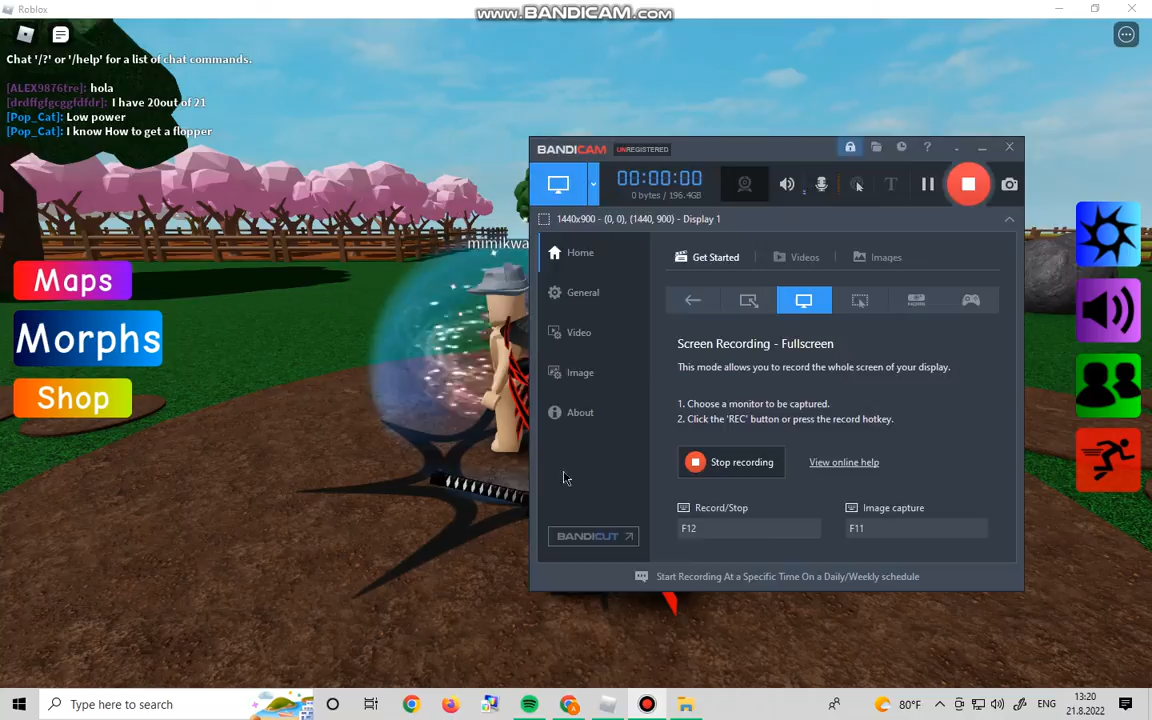 Roblox
www.BANDICAM.com
Chat '/?' or '/help' for a list of chat commands.
[ALEX9876tre]: hola
[drdffgfgcggfdfdr]: I have 20out of 21
[Pop_Cat]: Low power
[Pop_Cat]: I know How to get a flopper
mimikwa
Maps
Morphs
Shop
BANDICAM UNREGISTERED
00:00:00
0 bytes / 196.4GB
1440x900 - (0, 0), (1440, 900) - Display 1
Home
General
Video
Image
About
BANDICUT
Get Started
Videos
Images
HDMI
Screen Recording - Fullscreen
This mode allows you to record the whole screen of your display.
1. Choose a monitor to be captured.
2. Click the 'REC' button or press the record hotkey.
Stop recording
View online help
Record/Stop
Image capture
F12
F11
Start Recording At a Specific Time On a Daily/Weekly schedule
Type here to search
80°F
ENG
13:20
21.8.2022